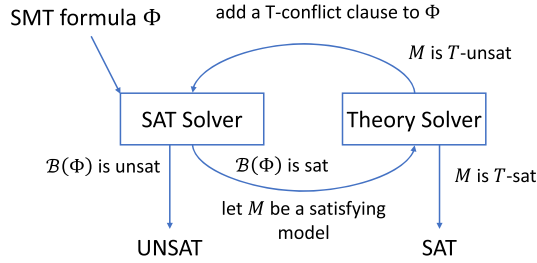 SMT formula Φ
add a T-conflict clause to Φ
M is T-unsat
SAT Solver
Theory Solver
ℬ(Φ) is unsat
ℬ(Φ) is sat
M is T-sat
let M be a satisfying
model
UNSAT
SAT